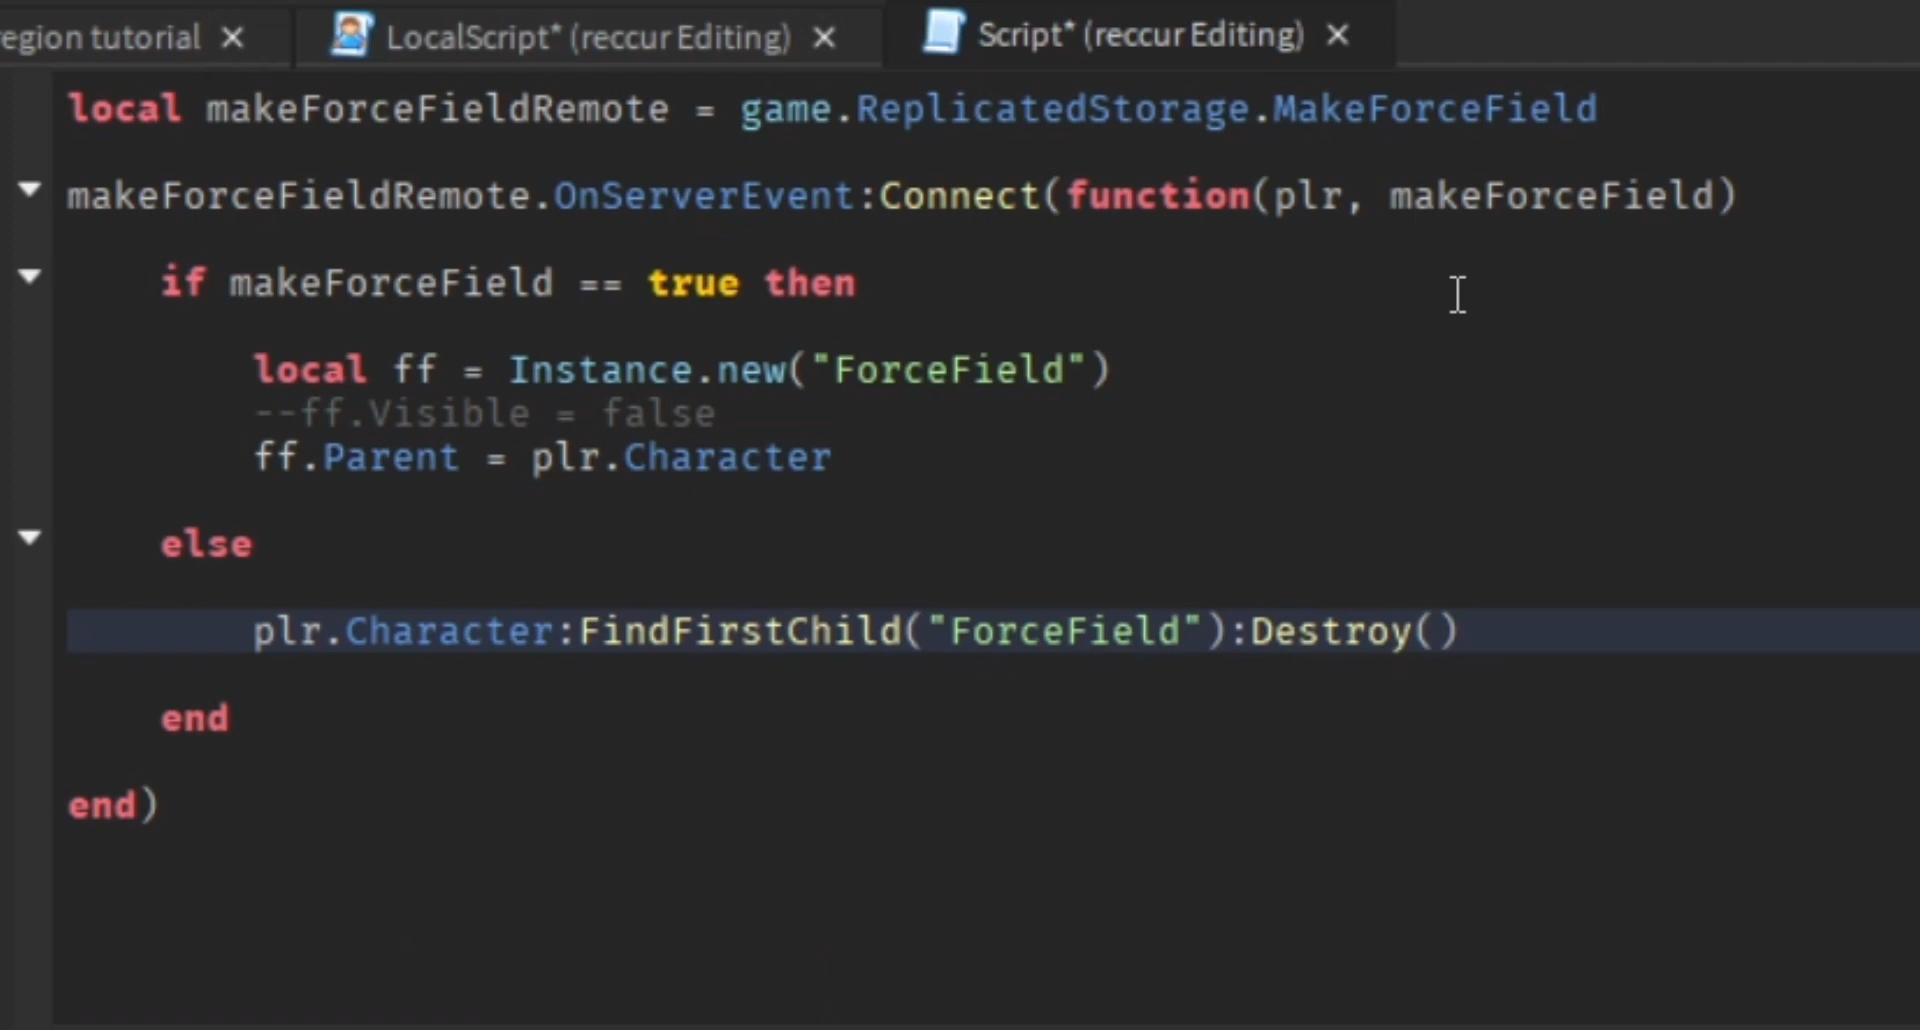 region tutorial
LocalScript* (reccur Editing)
Script* (reccur Editing)
local makeForceFieldRemote = game.ReplicatedStorage.MakeForceField
makeForceFieldRemote.OnServerEvent:Connect(function(plr, makeForceField)
if makeForceField == true then
local ff = Instance.new("ForceField")
--ff.Visible = false
ff.Parent = plr.Character
else
plr.Character:FindFirstChild("ForceField"):Destroy()
end
end)